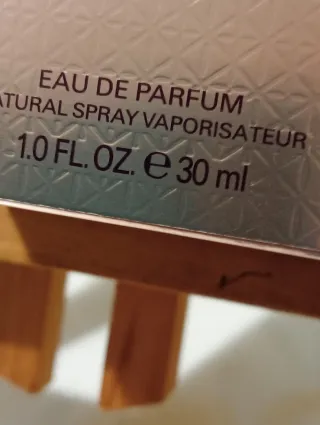 EAU DE PARFUM
ATURAL SPRAY VAPORISATEUR
1.0 FL. OZ. ℮ 30 ml